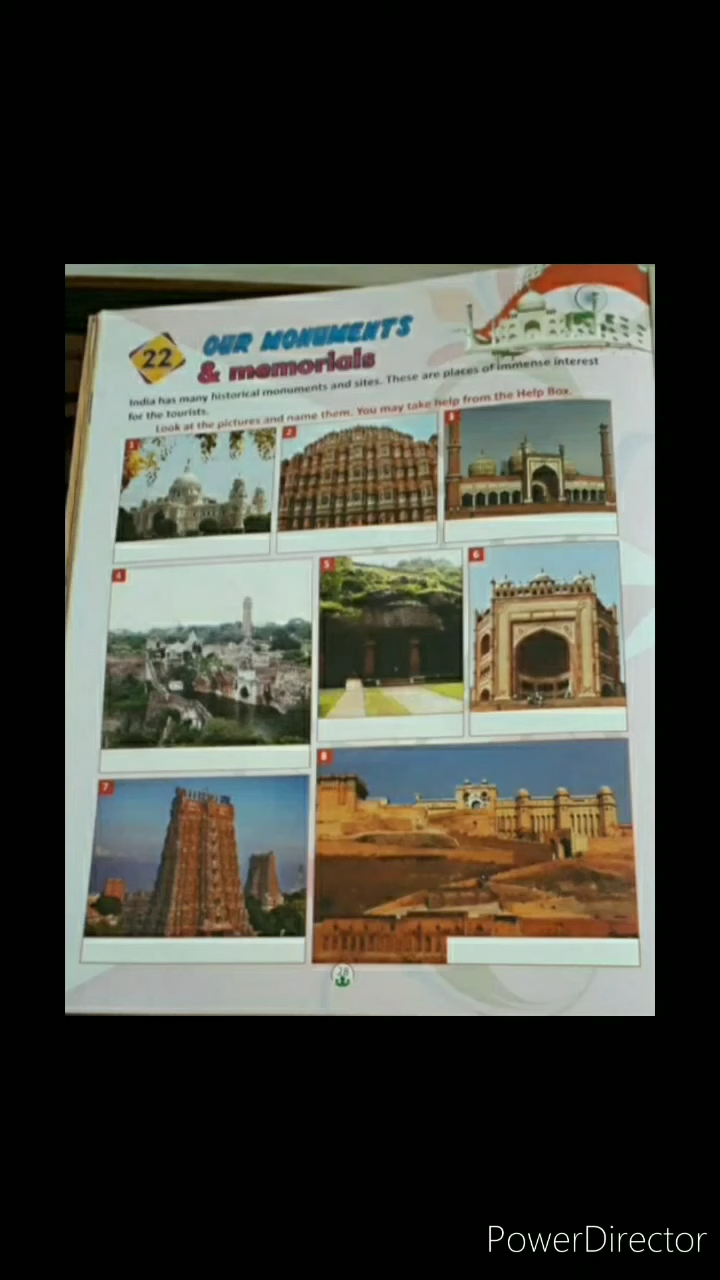 22
OUR MONUMENTS
& memorials
India has many historical monuments and sites. These are places of immense interest
for the tourists.
Look at the pictures and name them. You may take help from the Help Box.
1
2
3
4
5
6
7
8
28
PowerDirector